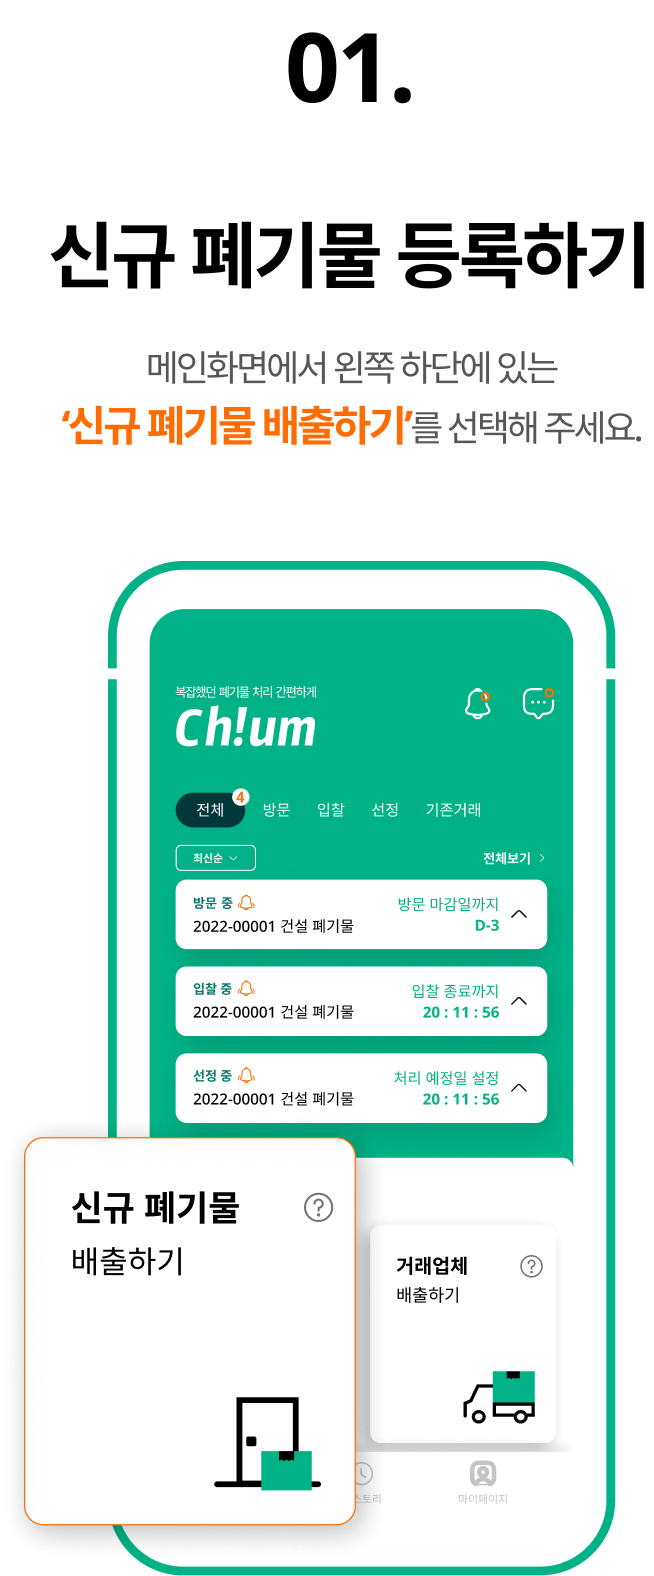 01.
신규 폐기물 등록하기
메인화면에서 왼쪽 하단에 있는
‘신규 폐기물 배출하기’를 선택해 주세요.
복잡했던 폐기물 처리 간편하게
Ch!um
전체 4 방문 입찰 선정 기존거래
최신순 전체보기
방문 중 방문 마감일까지
2022-00001 건설 폐기물 D-3
입찰 중 입찰 종료까지
2022-00001 건설 폐기물 20 : 11 : 56
선정 중 처리 예정일 설정
2022-00001 건설 폐기물 20 : 11 : 56
신규 폐기물 ?
배출하기
거래업체 ?
배출하기
스토리 마이페이지